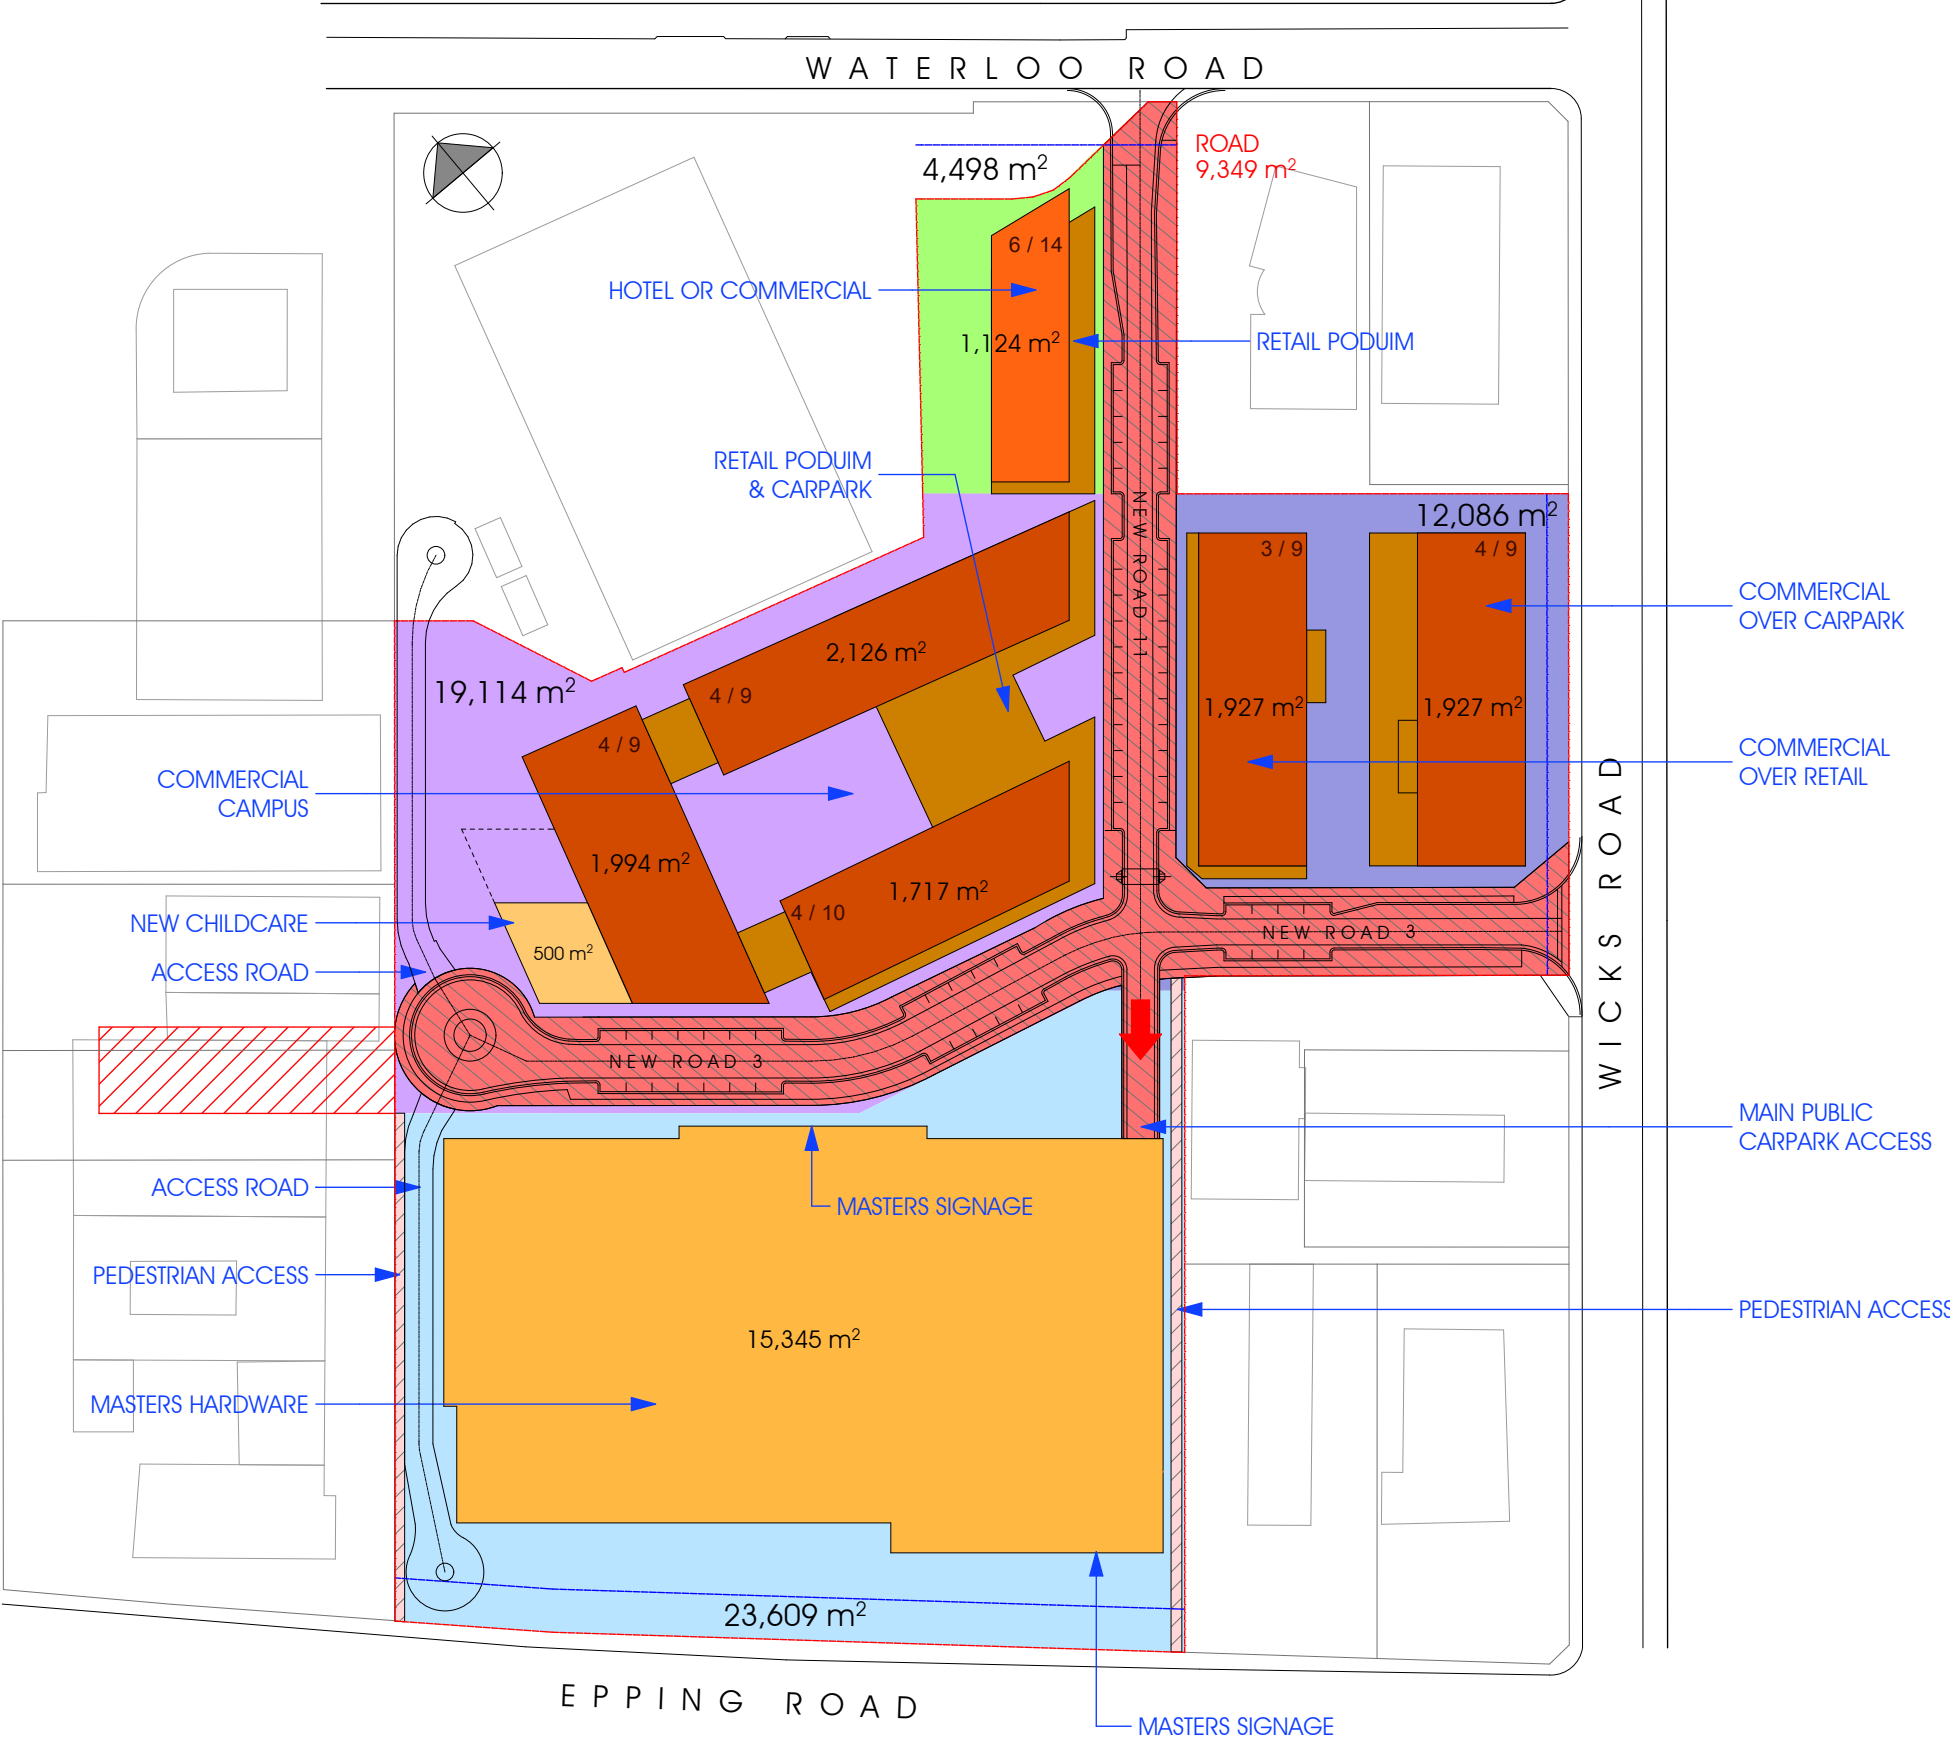 WATERLOO ROAD
ROAD
9,349 m²
4,498 m²
6 / 14
HOTEL OR COMMERCIAL
1,124 m²
RETAIL PODUIM
RETAIL PODUIM
& CARPARK
NEW ROAD 11
12,086 m²
3 / 9
4 / 9
COMMERCIAL
OVER CARPARK
2,126 m²
19,114 m²
4 / 9
4 / 9
1,927 m²
1,927 m²
COMMERCIAL
OVER RETAIL
COMMERCIAL
CAMPUS
WICKS ROAD
1,994 m²
1,717 m²
4 / 10
NEW CHILDCARE
500 m²
NEW ROAD 3
ACCESS ROAD
NEW ROAD 3
MAIN PUBLIC
CARPARK ACCESS
ACCESS ROAD
MASTERS SIGNAGE
PEDESTRIAN ACCESS
PEDESTRIAN ACCESS
15,345 m²
MASTERS HARDWARE
23,609 m²
EPPING ROAD
MASTERS SIGNAGE